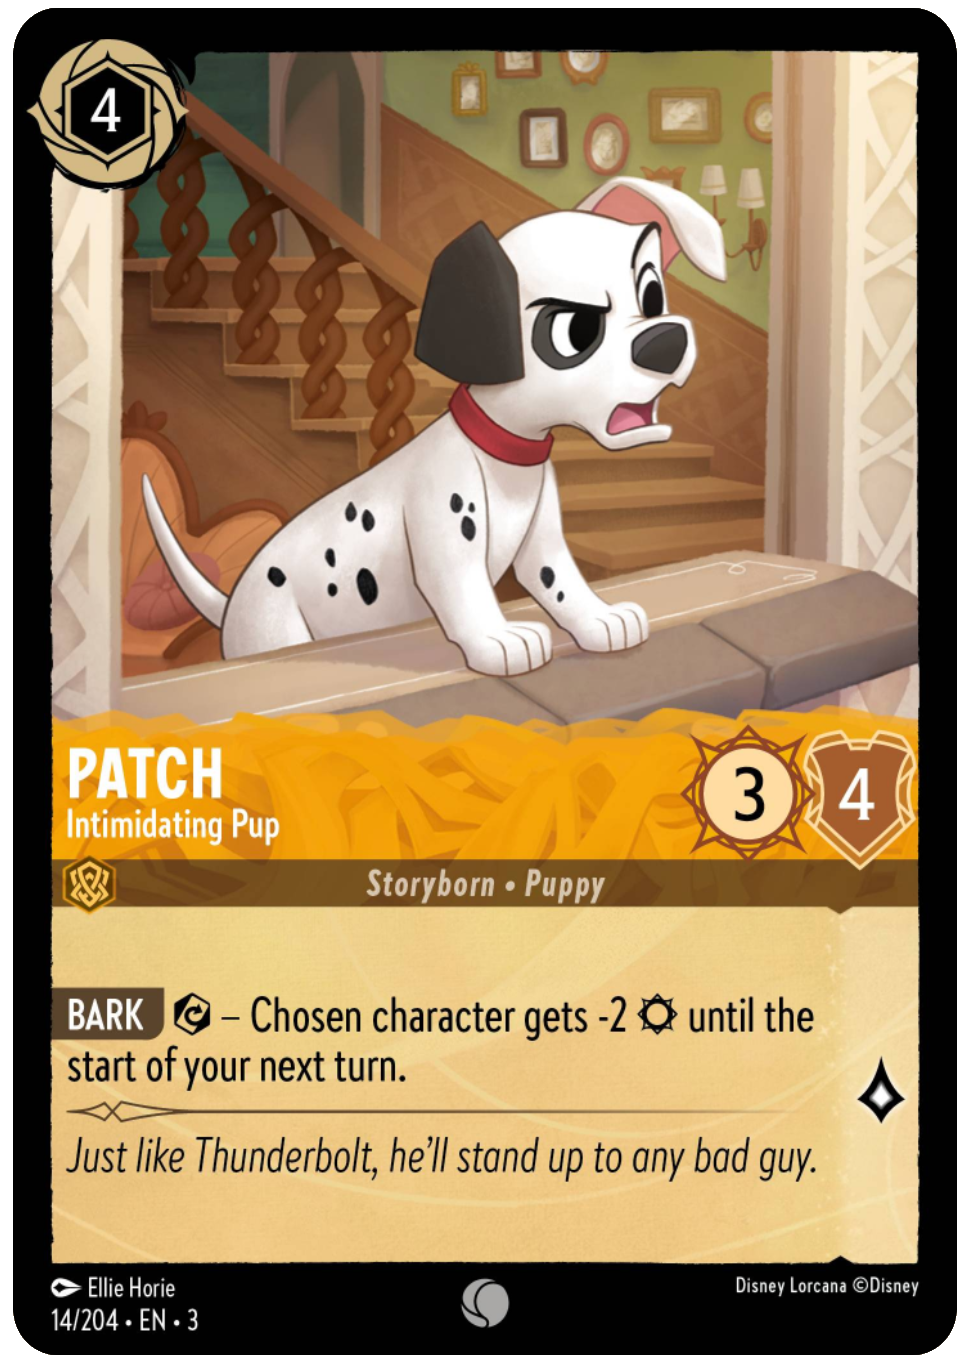 4
PATCH
Intimidating Pup
3
4
Storyborn • Puppy
BARK – Chosen character gets -2 until the
start of your next turn.
Just like Thunderbolt, he'll stand up to any bad guy.
Ellie Horie
14/204 • EN • 3
Disney Lorcana ©Disney